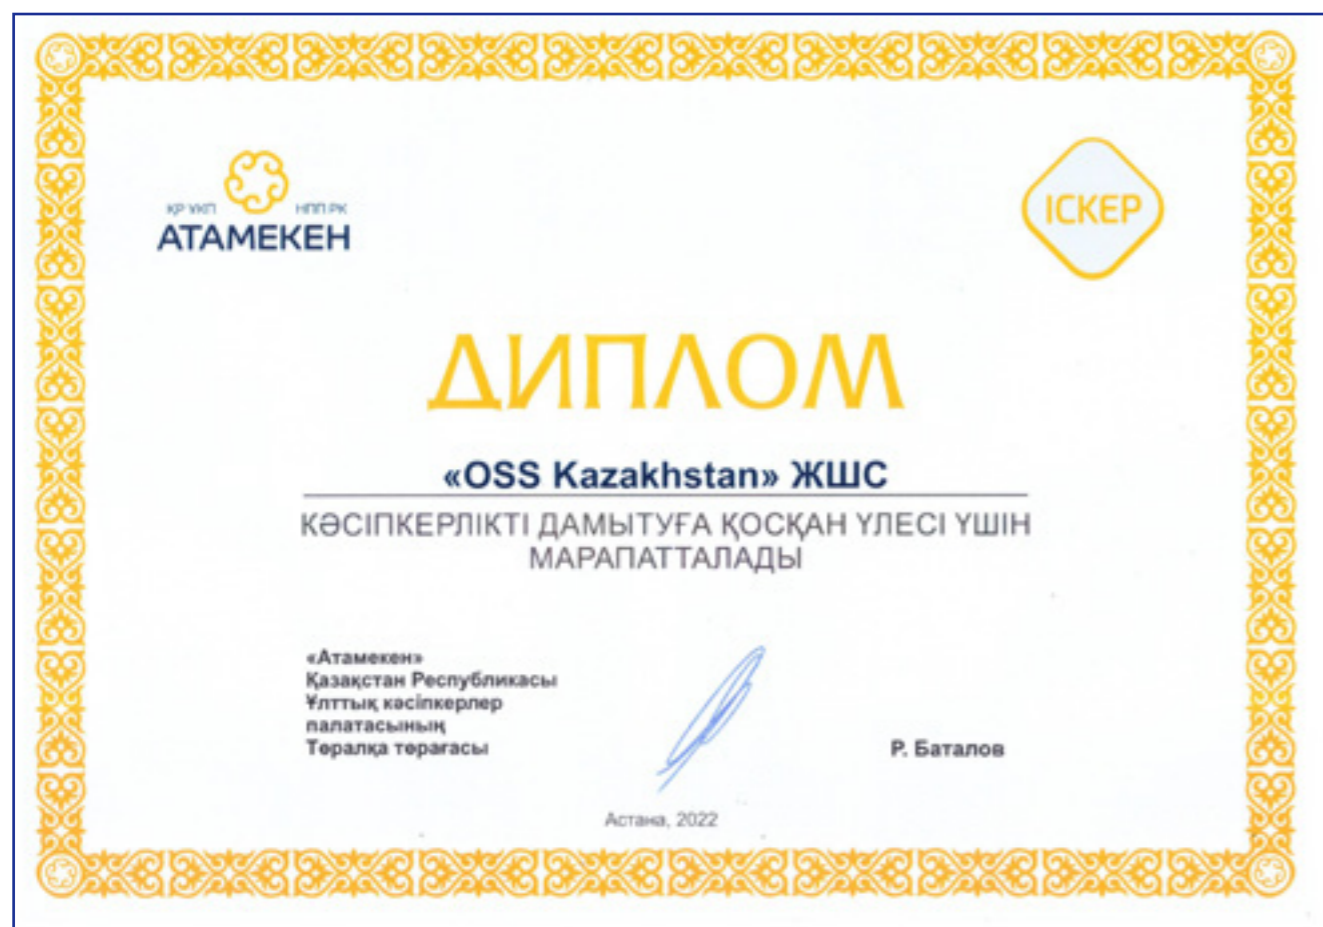 ҚР ҰКП НПП РК
АТАМЕКЕН
ІСКЕР
ДИПЛОМ
«OSS Kazakhstan» ЖШС
КӘСІПКЕРЛІКТІ ДАМЫТУҒА ҚОСҚАН ҮЛЕСІ ҮШІН
МАРАПАТТАЛАДЫ
«Атамекен»
Қазақстан Республикасы
Ұлттық кәсіпкерлер
палатасының
Төралқа төрағасы
Р. Баталов
Астана, 2022